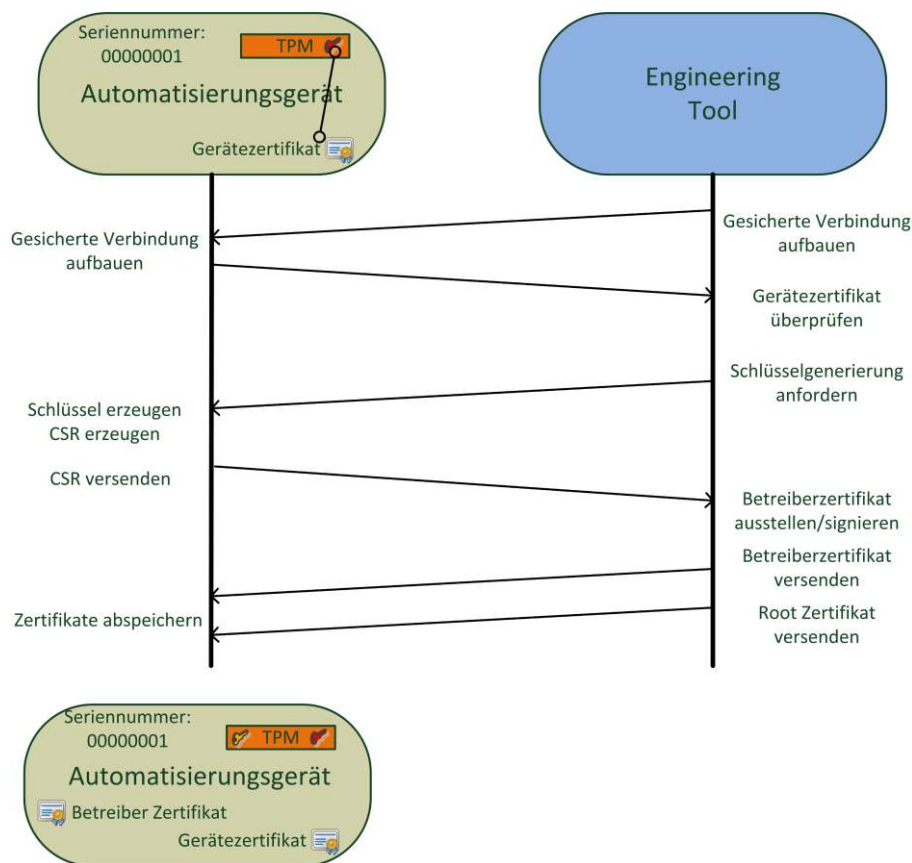 Seriennummer:
00000001
TPM
Automatisierungsgerät
Gerätezertifikat
Engineering
Tool
Gesicherte Verbindung
aufbauen
Gesicherte Verbindung
aufbauen
Gerätezertifikat
überprüfen
Schlüsselgenerierung
anfordern
Schlüssel erzeugen
CSR erzeugen
CSR versenden
Betreiberzertifikat
ausstellen/signieren
Betreiberzertifikat
versenden
Zertifikate abspeichern
Root Zertifikat
versenden
Seriennummer:
00000001
TPM
Automatisierungsgerät
Betreiber Zertifikat
Gerätezertifikat